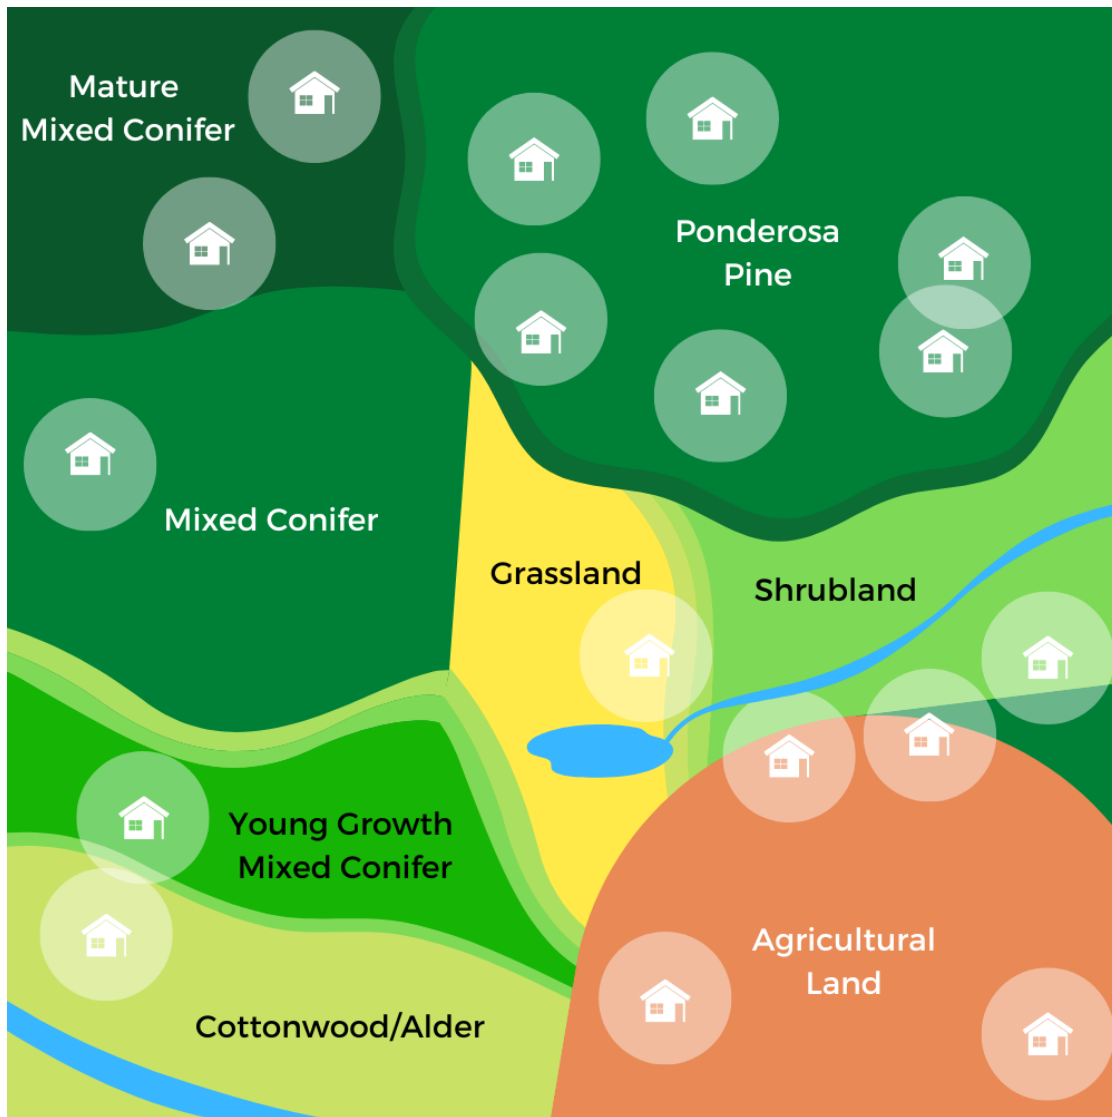 Mature
Mixed Conifer
Ponderosa
Pine
Mixed Conifer
Grassland
Shrubland
Young Growth
Mixed Conifer
Agricultural
Land
Cottonwood/Alder